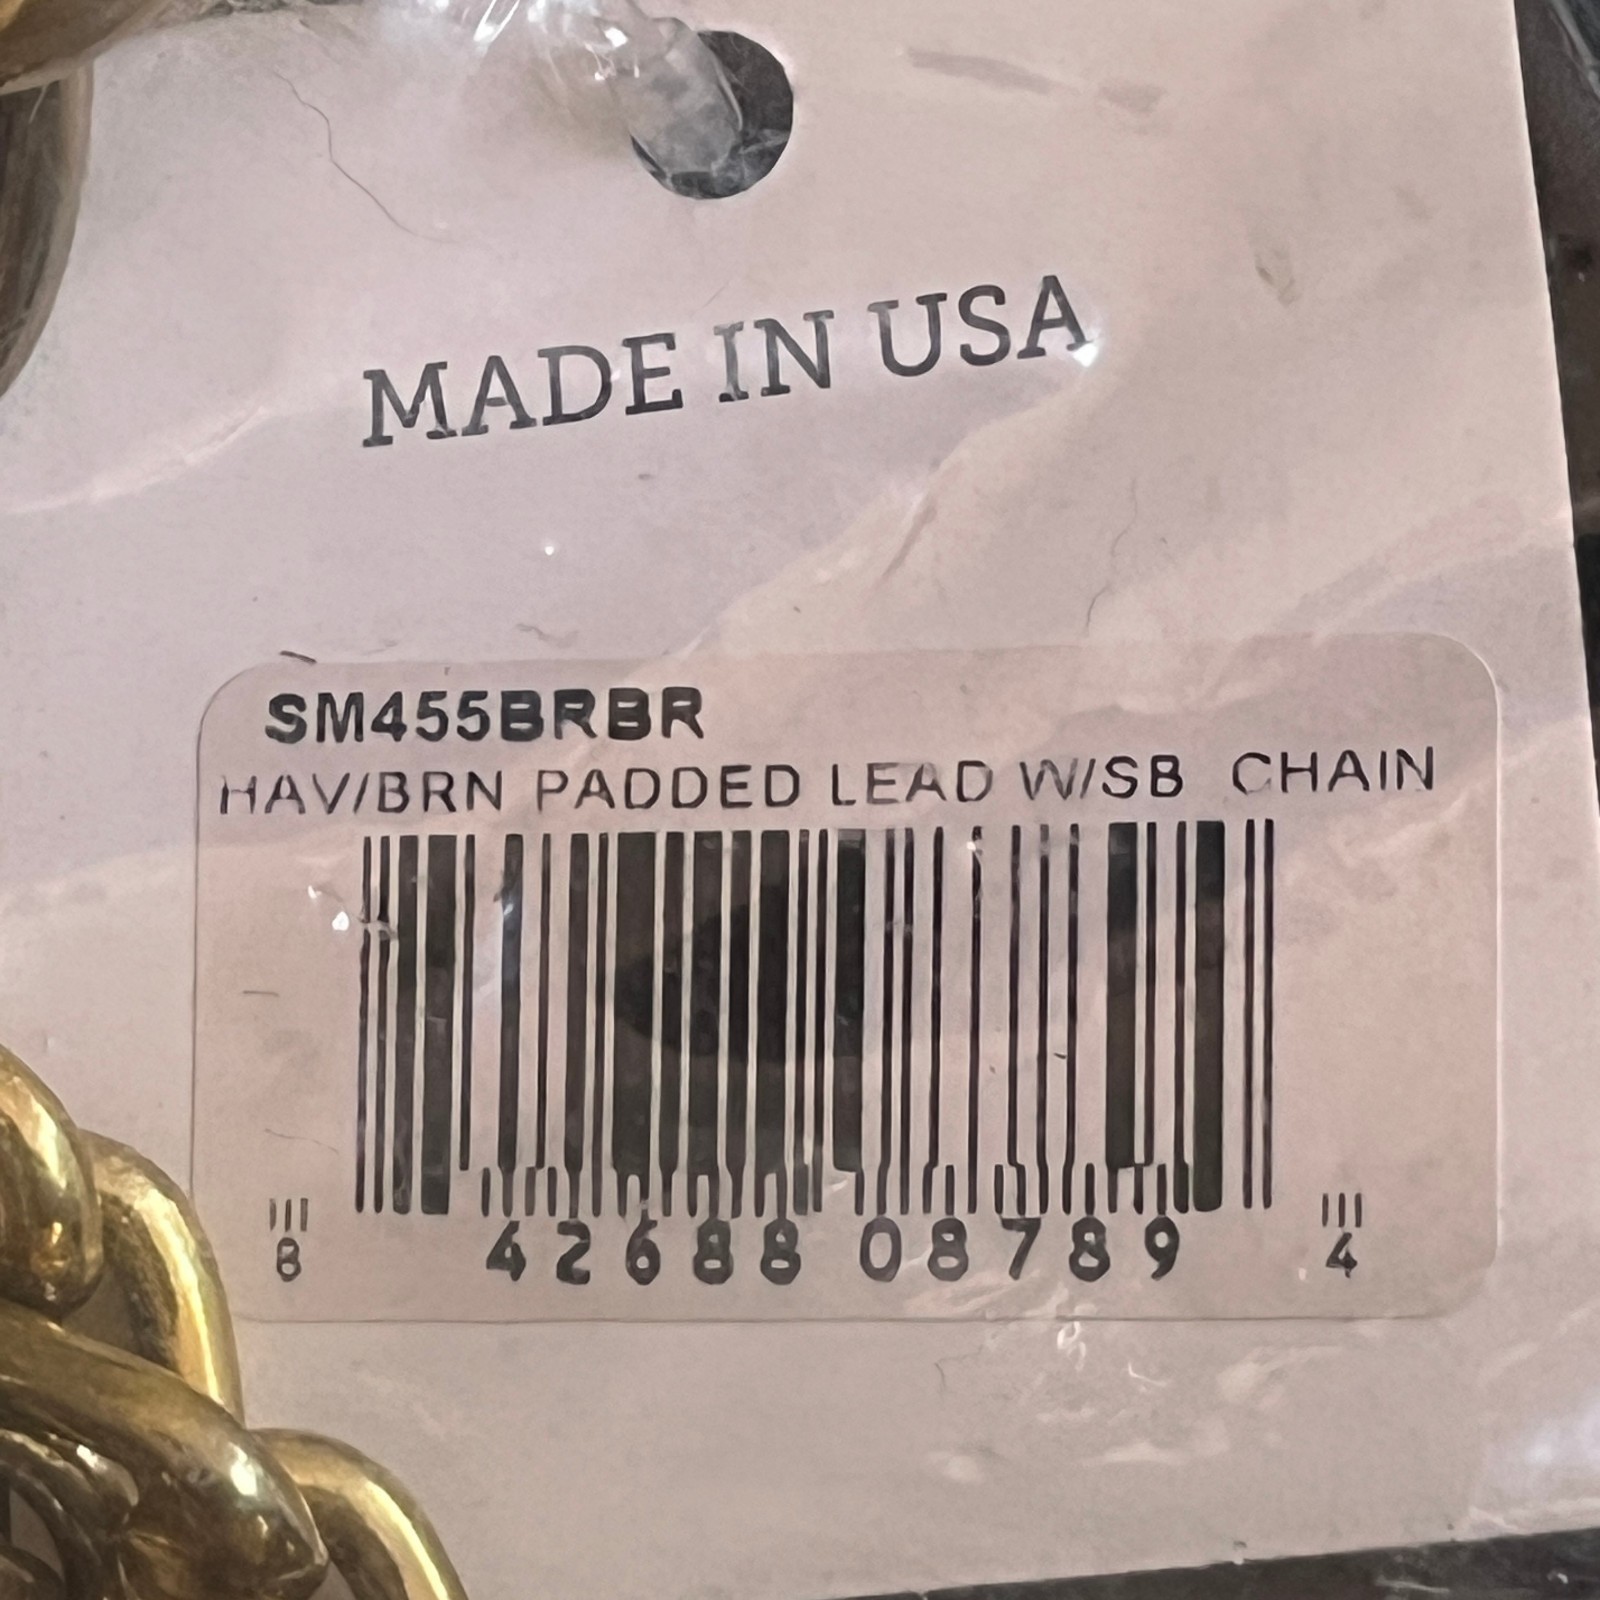 MADE IN USA
SM455BRBR
HAV/BRN PADDED LEAD W/SB CHAIN
8 42688 08789 4